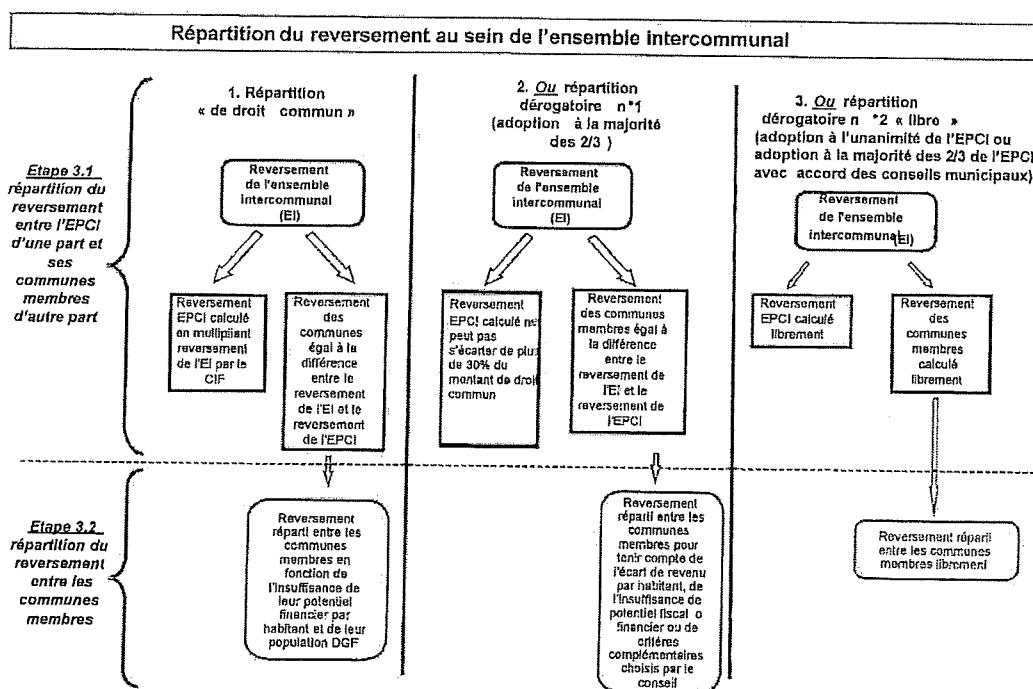 Répartition du reversement au sein de l'ensemble intercommunal
1. Répartition
« de droit commun »
2. Ou répartition
dérogatoire n°1
(adoption à la majorité
des 2/3 )
3. Ou répartition
dérogatoire n °2 « libre »
(adoption à l'unanimité de l'EPCI ou
adoption à la majorité des 2/3 de l'EPCI
avec accord des conseils municipaux)
Etape 3.1
répartition du
reversement
entre l'EPCI
d'une part et
ses
communes
membres
d'autre part
Reversement
de l'ensemble
intercommunal
(EI)
Reversement
EPCI calculé
en multipliant
reversement
de l'EI par le
CIF
Reversement
des
communes
égal à la
différence
entre le
reversement
de l'EI et le
reversement
de l'EPCI
Reversement
de l'ensemble
intercommunal
(EI)
Reversement
EPCI calculé ne
peut pas
s'écarter de plus
de 30% du
montant de droit
commun
Reversement
des communes
membres égal à la
différence entre le
reversement de
l'EI et le
reversement de
l'EPCI
Reversement
de l'ensemble
intercommunal (EI)
Reversement
EPCI calculé
librement
Reversement
des
communes
membres
calculé
librement
Etape 3.2
répartition du
reversement
entre les
communes
membres
Reversement
réparti entre les
communes
membres en
fonction de
l'insuffisance de
leur potentiel
financier par
habitant et de leur
population DGF
Reversement
réparti entre les
communes
membres pour
tenir compte de
l'écart de revenu
par habitant, de
l'insuffisance de
potentiel fiscal o
financier ou de
critères
complémentaires
choisis par le
conseil
Reversement réparti
entre les communes
membres librement